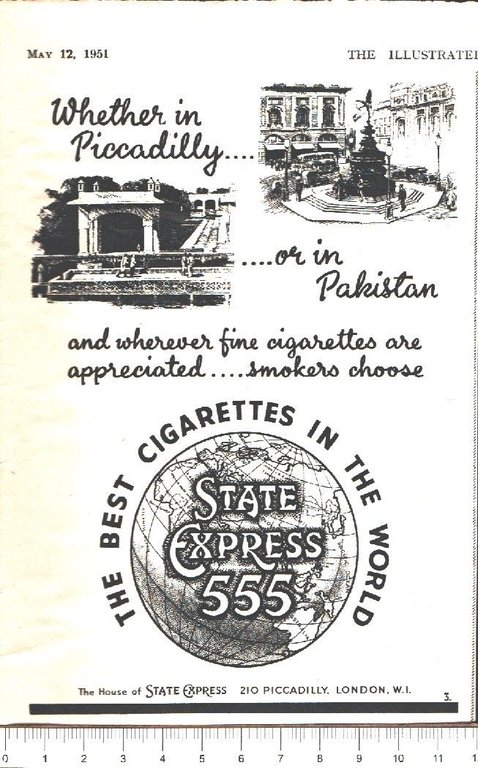 MAY 12, 1951
THE ILLUSTRATE
Whether in
Piccadilly....
....or in
Pakistan
and wherever fine cigarettes are
appreciated....smokers choose
THE BEST CIGARETTES IN THE WORLD
STATE
EXPRESS
555
The House of STATE EXPRESS 210 PICCADILLY, LONDON, W.I.
3.
0 1 2 3 4 5 6 7 8 9 10 11